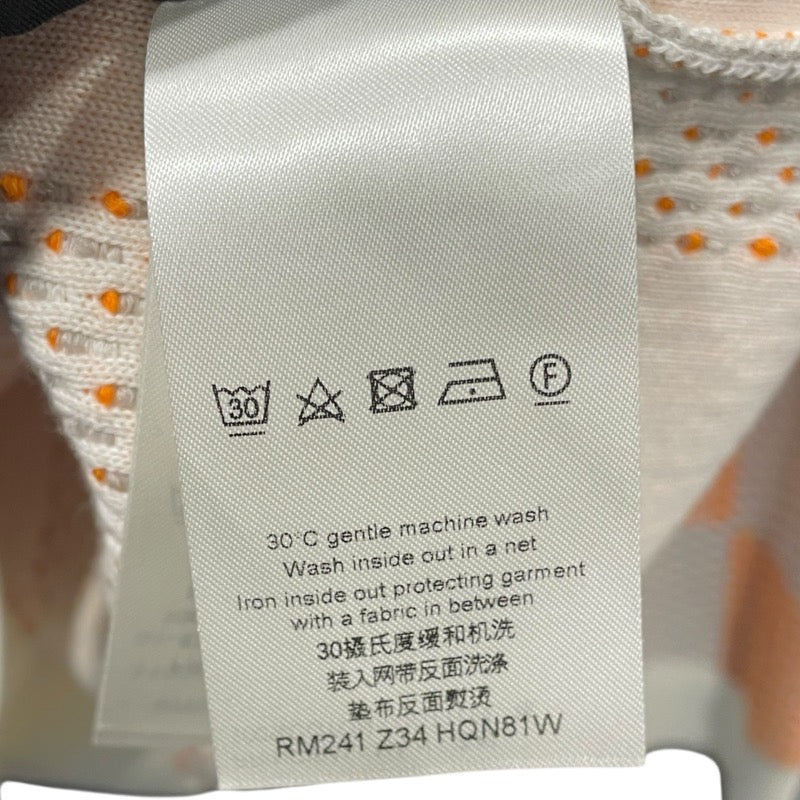 30
F
30°C gentle machine wash
Wash inside out in a net
Iron inside out protecting garment
with a fabric in between
30摄氏度缓和机洗
装入网带反面洗涤
垫布反面熨烫
RM241 Z34 HQN81W